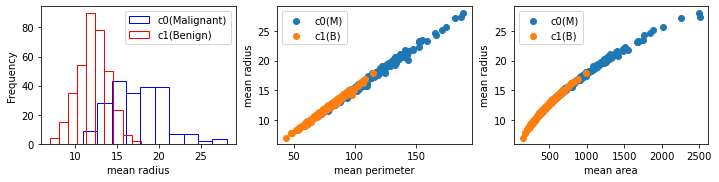 c0(Malignant)
c1(Benign)
Frequency
80
60
40
20
0
10
15
20
25
mean radius
c0(M)
c1(B)
mean radius
25
20
15
10
50
100
150
mean perimeter
c0(M)
c1(B)
mean radius
25
20
15
10
500
1000
1500
2000
2500
mean area